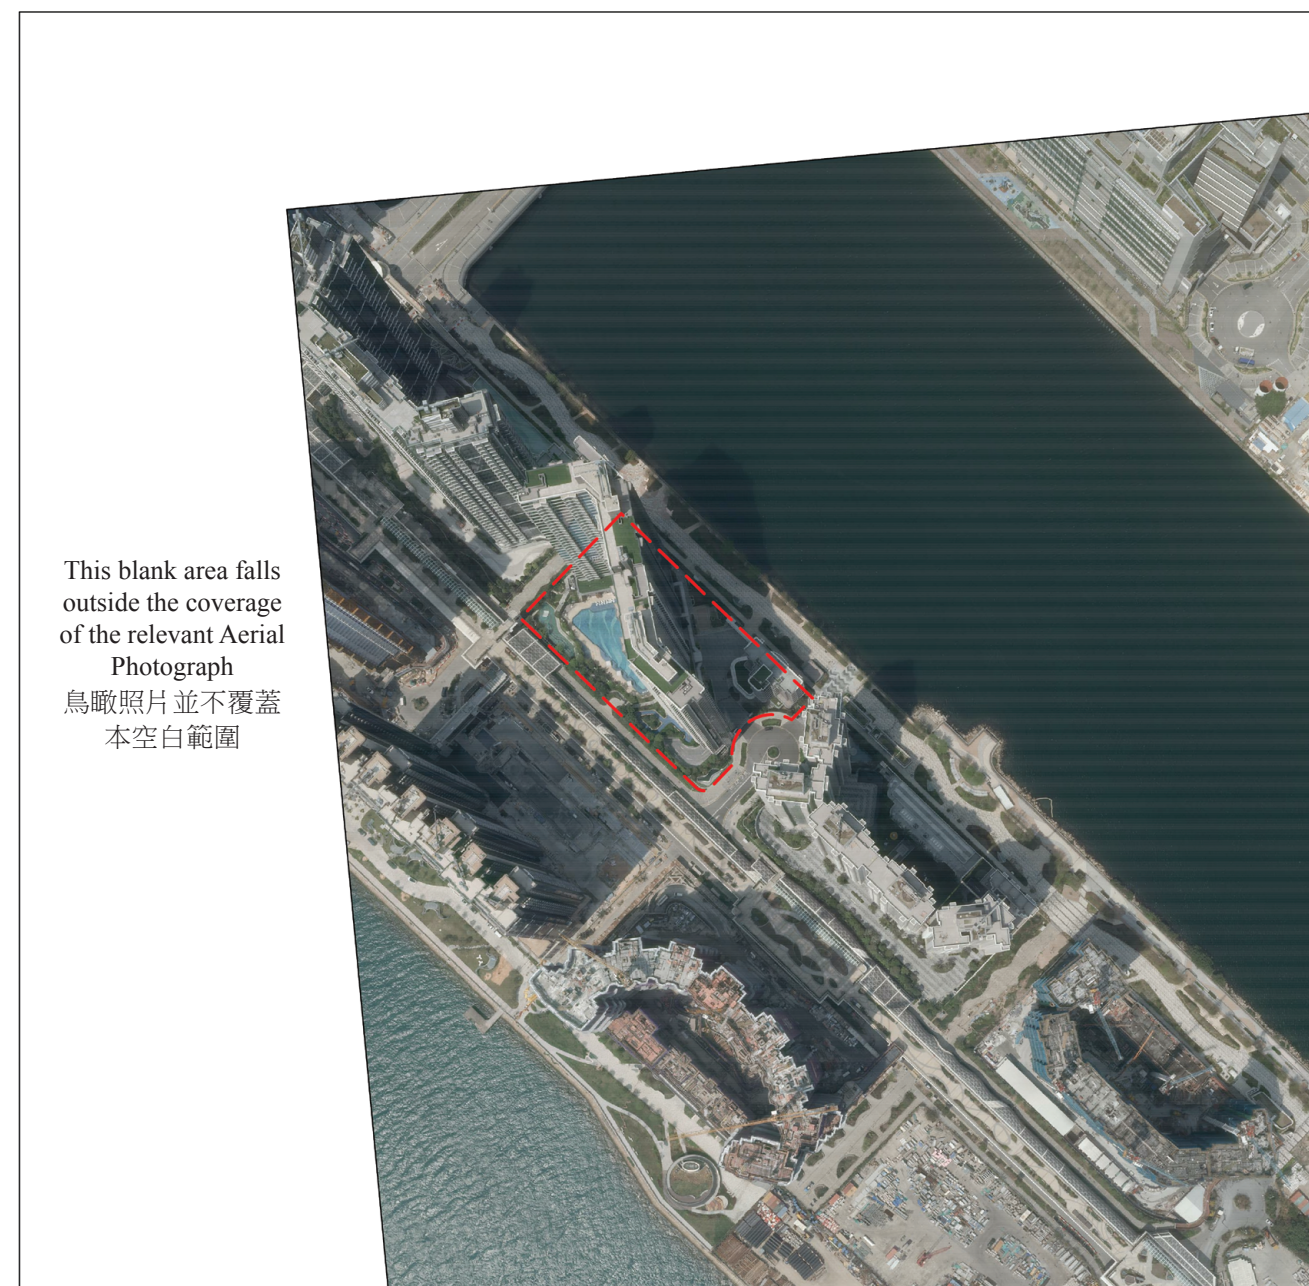 This blank area falls
outside the coverage
of the relevant Aerial
Photograph
鳥瞰照片並不覆蓋
本空白範圍